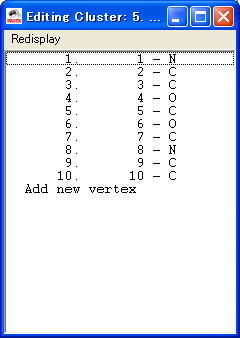 Editing Cluster: 5. ...
Redisplay
1. 1 - N
2. 2 - C
3. 3 - C
4. 4 - O
5. 5 - C
6. 6 - O
7. 7 - C
8. 8 - N
9. 9 - C
10. 10 - C
Add new vertex